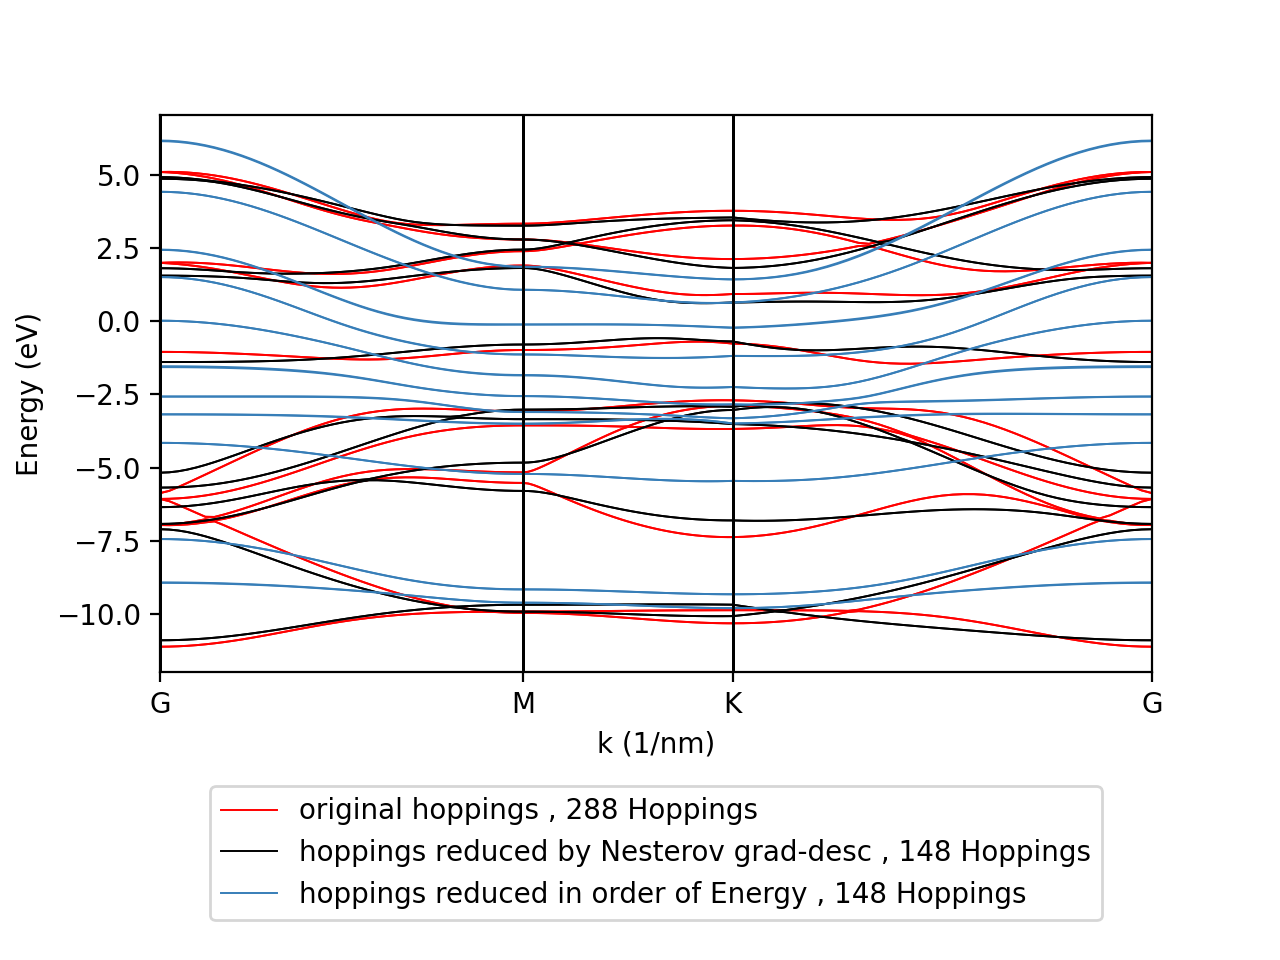 Energy (eV)
5.0
2.5
0.0
−2.5
−5.0
−7.5
−10.0
G
M
K
G
k (1/nm)
original hoppings , 288 Hoppings
hoppings reduced by Nesterov grad-desc , 148 Hoppings
hoppings reduced in order of Energy , 148 Hoppings